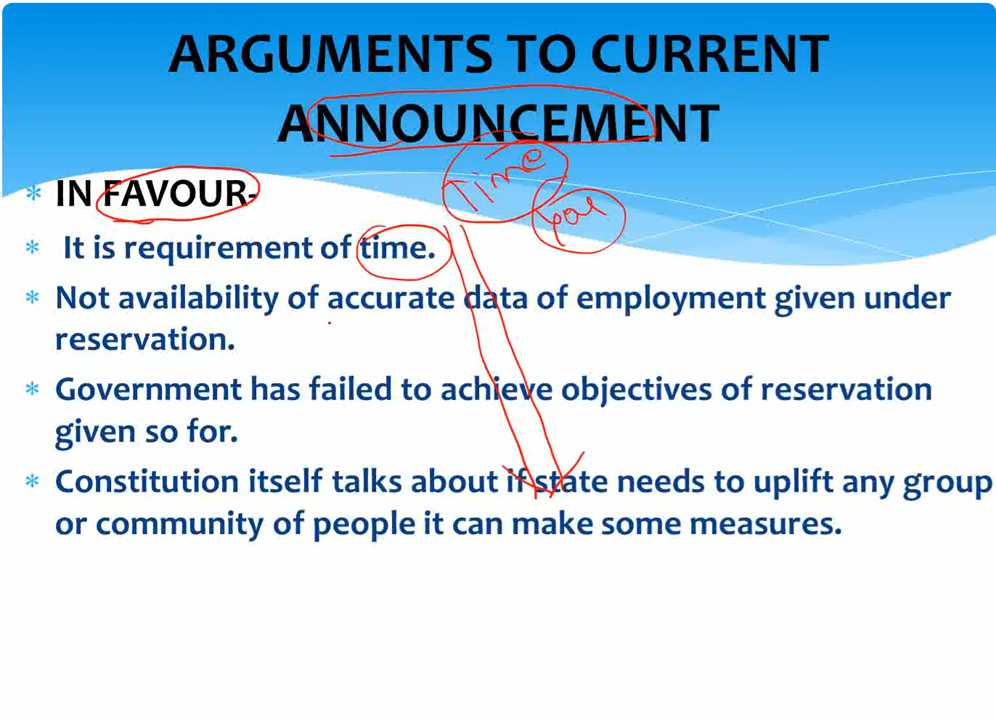 ARGUMENTS TO CURRENT
ANNOUNCEMENT
Time
* IN FAVOUR-
* It is requirement of time.
* Not availability of accurate data of employment given under
reservation.
* Government has failed to achieve objectives of reservation
given so for.
* Constitution itself talks about if state needs to uplift any group
or community of people it can make some measures.